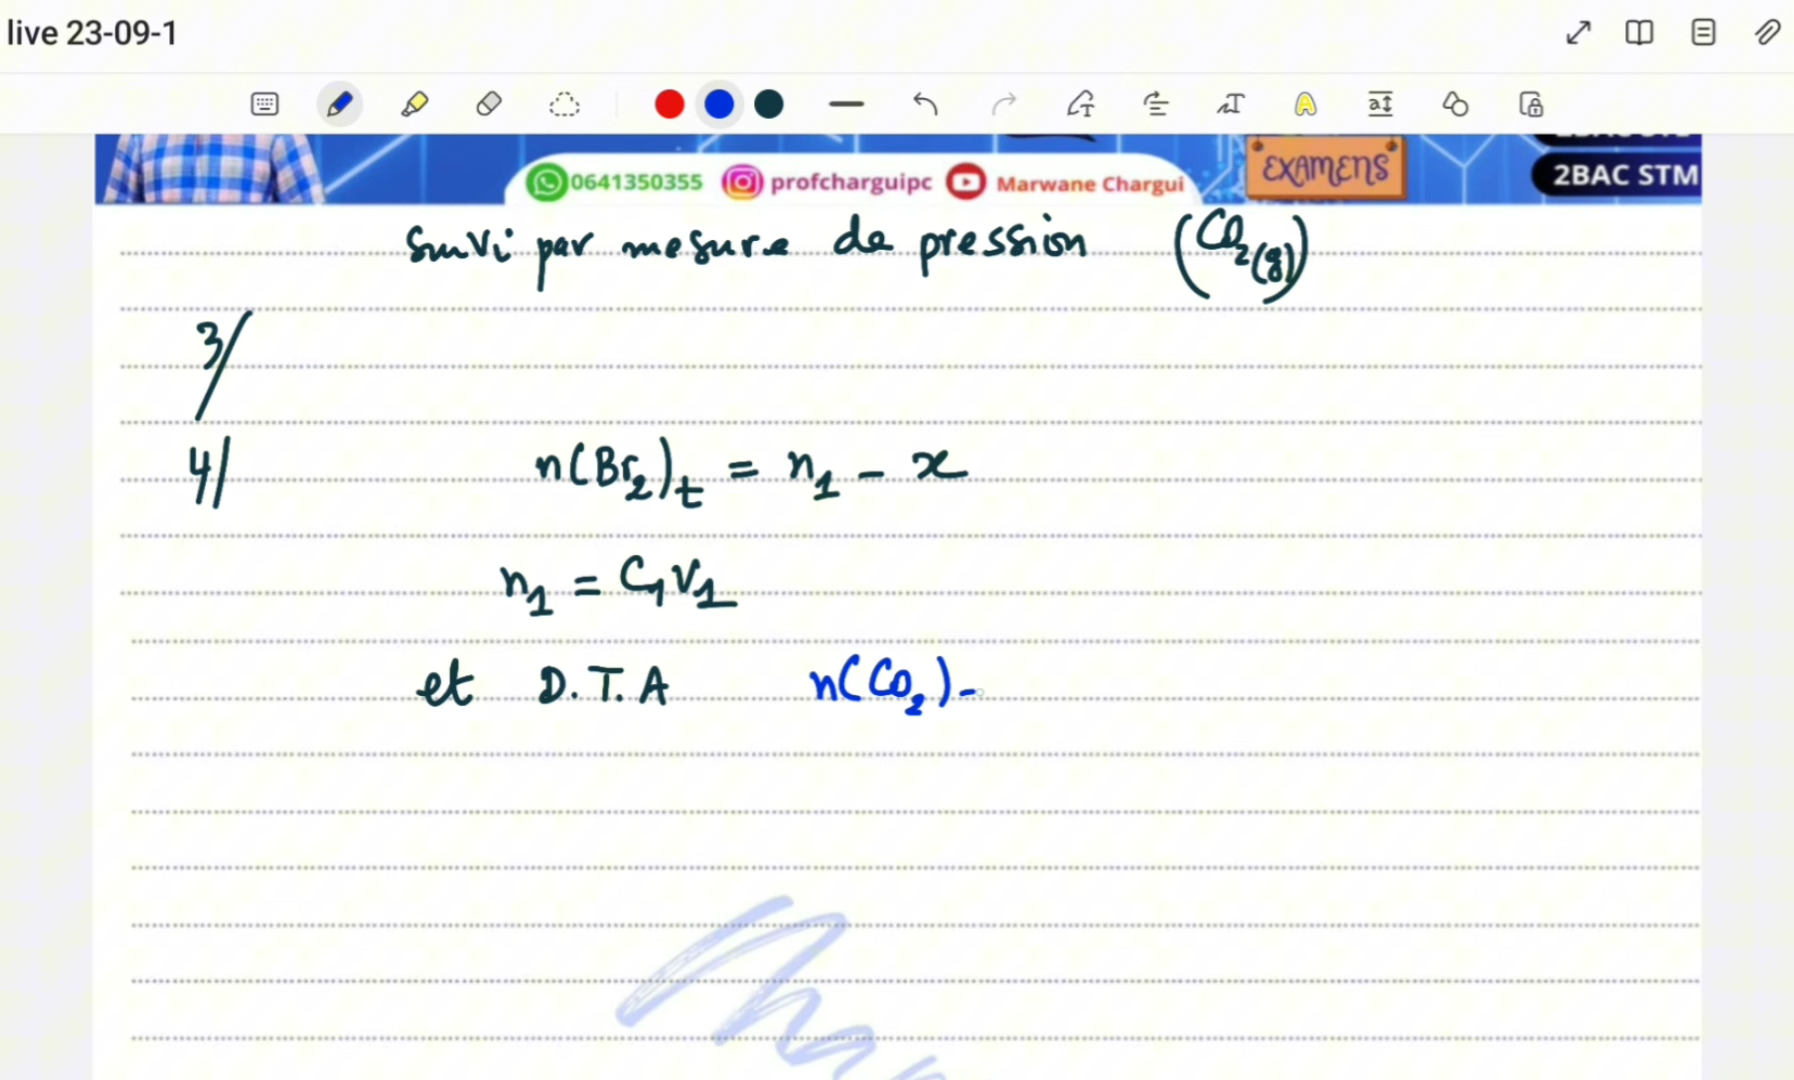 live 23-09-1
0641350355 profcharguipc Marwane Chargui
EXAMENS
2BAC STM
Suivi par mesure de pression (CO₂(g))
3/
4/ n(Br₂)t = n₁ - x
n₁ = C₁V₁
et D.T.A n(CO₂) -